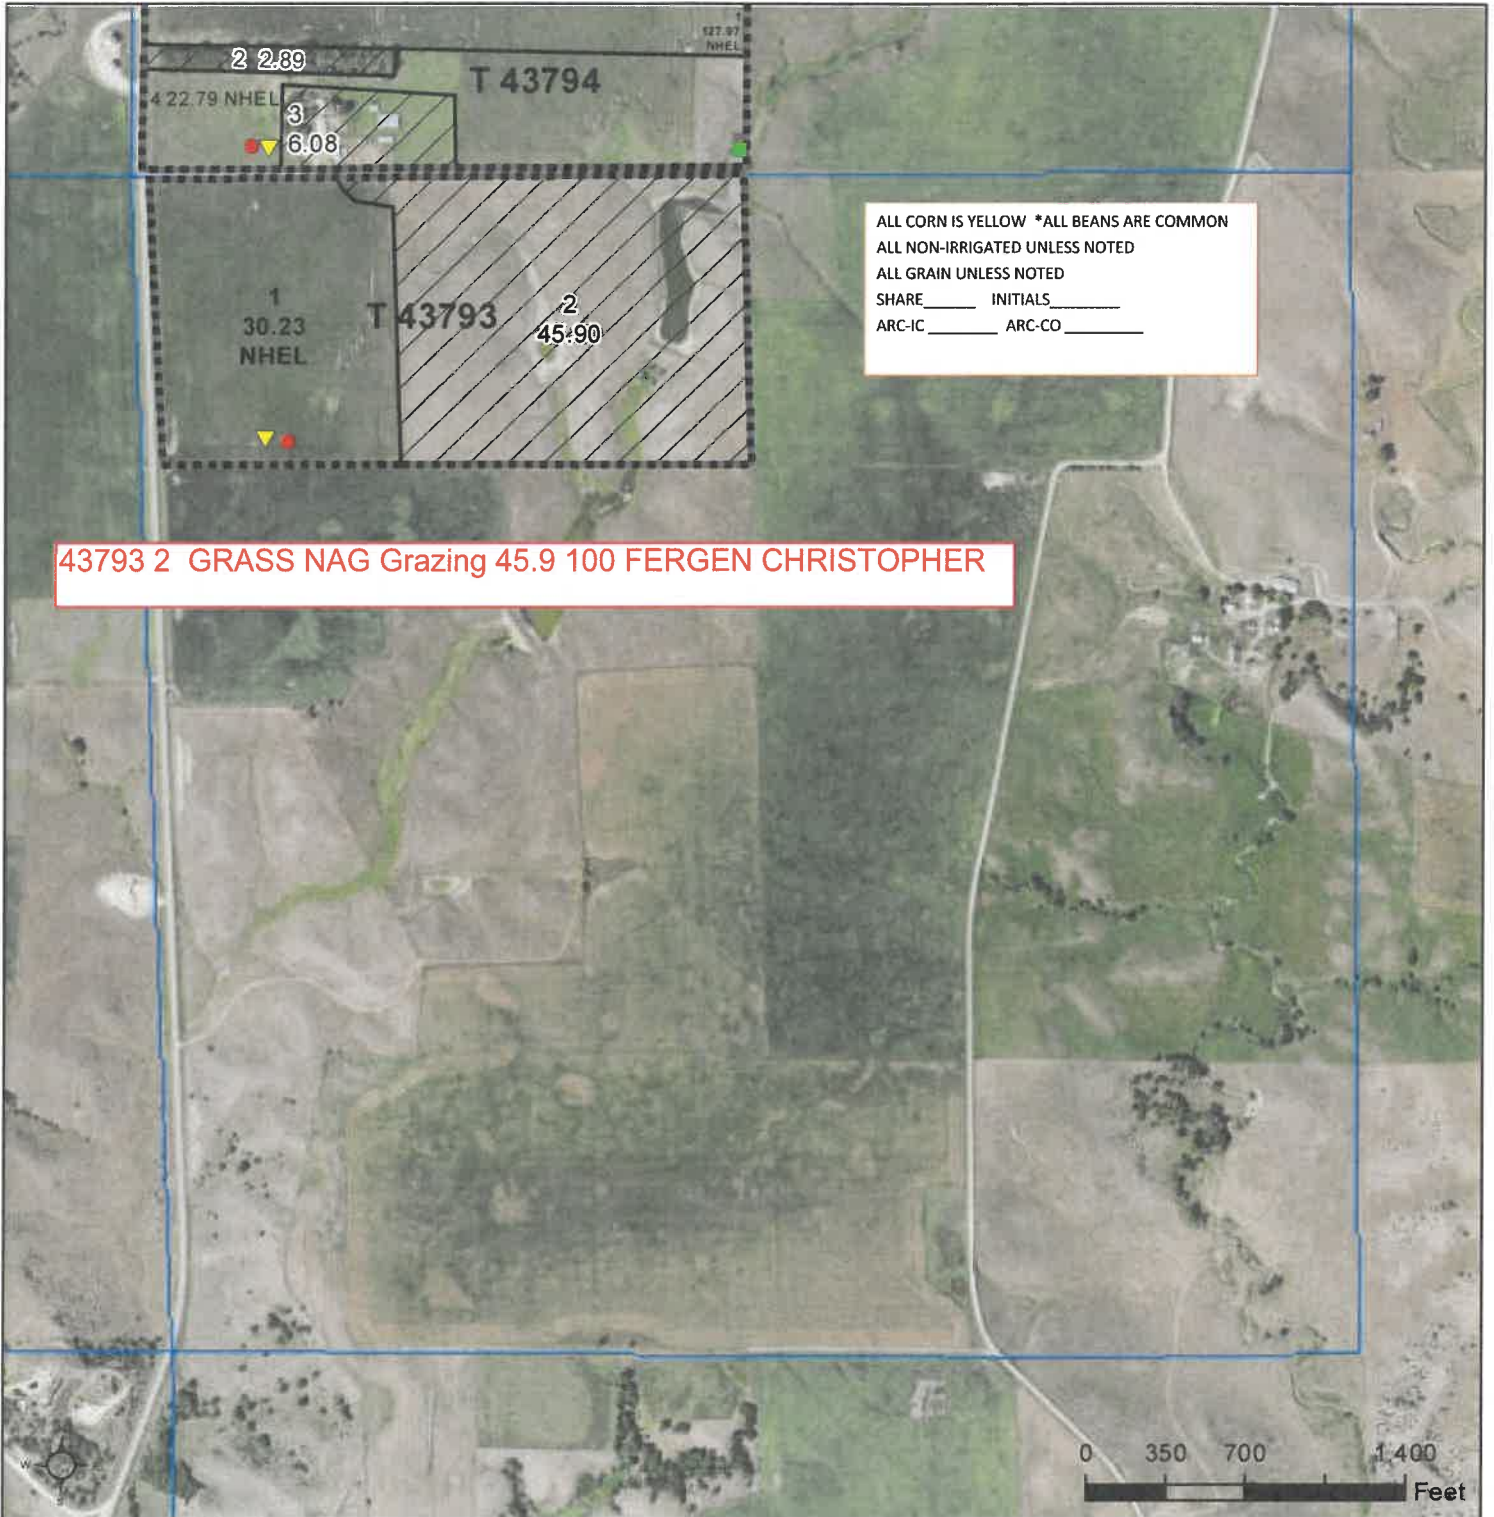 1
127.97
NHEL
2 2.89
T 43794
4 22.79 NHEL
3
6.08
ALL CORN IS YELLOW *ALL BEANS ARE COMMON
ALL NON-IRRIGATED UNLESS NOTED
ALL GRAIN UNLESS NOTED
SHARE______ INITIALS________
ARC-IC ________ ARC-CO _________
1
30.23
NHEL
T 43793
2
45.90
43793 2 GRASS NAG Grazing 45.9 100 FERGEN CHRISTOPHER
0 350 700 1,400
Feet
W
S